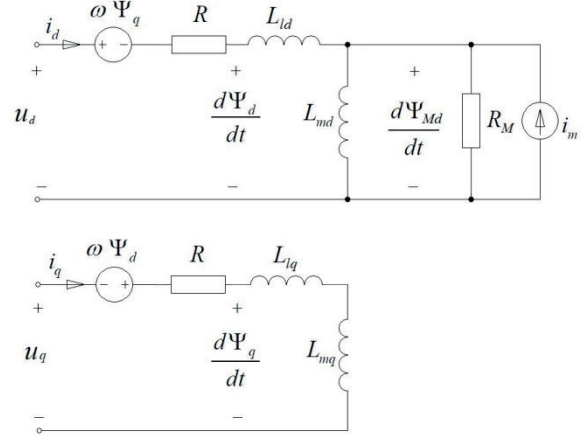 i_d ω Ψ_q R L_ld
+ − + −
+ + +
u_d dΨ_d/dt L_md dΨ_Md/dt R_M i_m
− − −
i_q ω Ψ_d R L_lq
− +
+ +
u_q dΨ_q/dt L_mq
− −